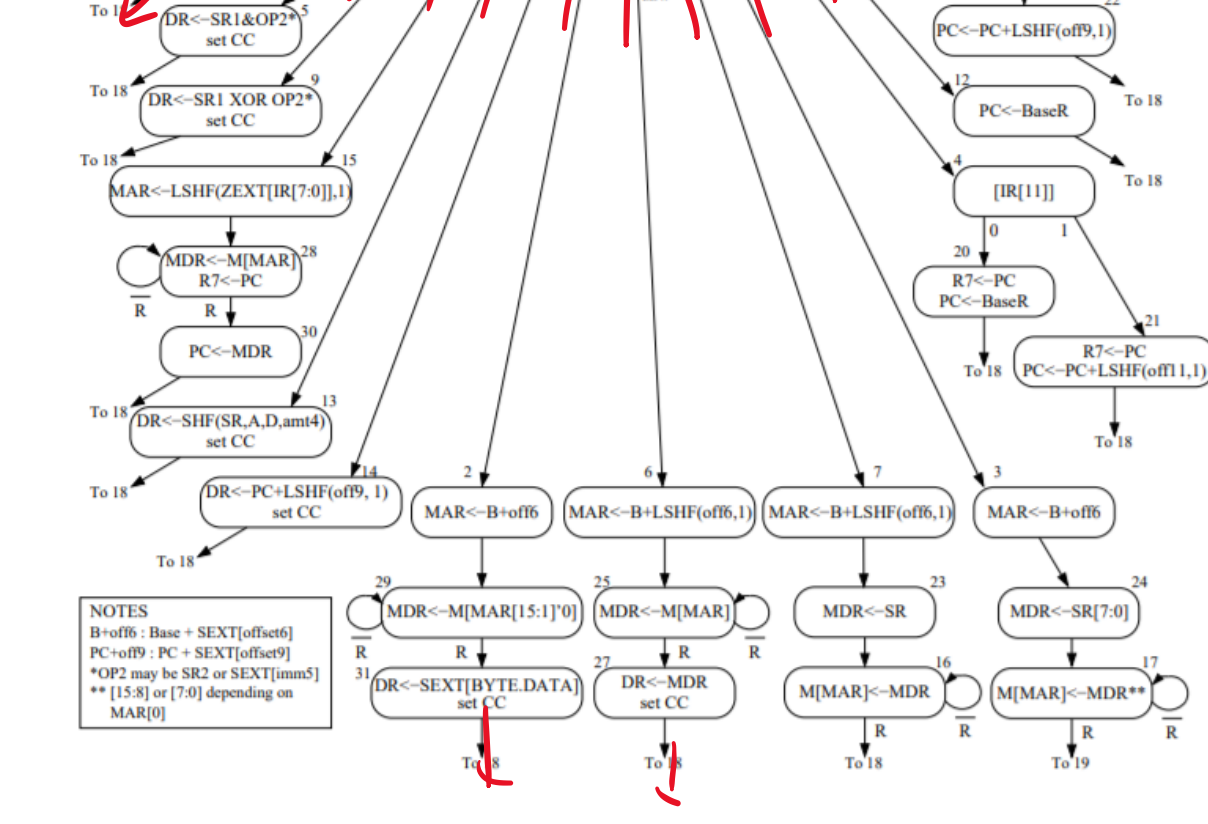 To 1
5
DR<−SR1&OP2*
set CC
To 18
9
DR<−SR1 XOR OP2*
set CC
To 18
15
MAR<−LSHF(ZEXT[IR[7:0]],1)
28
MDR<−M[MAR]
R7<−PC
R
R
30
PC<−MDR
To 18
13
DR<−SHF(SR,A,D,amt4)
set CC
To 18
14
DR<−PC+LSHF(off9, 1)
set CC
To 18
22
PC<−PC+LSHF(off9,1)
To 18
12
PC<−BaseR
To 18
4
[IR[11]]
0
1
20
R7<−PC
PC<−BaseR
To 18
21
R7<−PC
PC<−PC+LSHF(off11,1)
To 18
2
MAR<−B+off6
29
MDR<−M[MAR[15:1]'0]
R
R
31
DR<−SEXT[BYTE.DATA]
set CC
To 18
6
MAR<−B+LSHF(off6,1)
25
MDR<−M[MAR]
R
R
27
DR<−MDR
set CC
To 18
7
MAR<−B+LSHF(off6,1)
23
MDR<−SR
16
M[MAR]<−MDR
R
R
To 18
3
MAR<−B+off6
24
MDR<−SR[7:0]
17
M[MAR]<−MDR**
R
R
To 19
NOTES
B+off6 : Base + SEXT[offset6]
PC+off9 : PC + SEXT[offset9]
*OP2 may be SR2 or SEXT[imm5]
** [15:8] or [7:0] depending on
MAR[0]